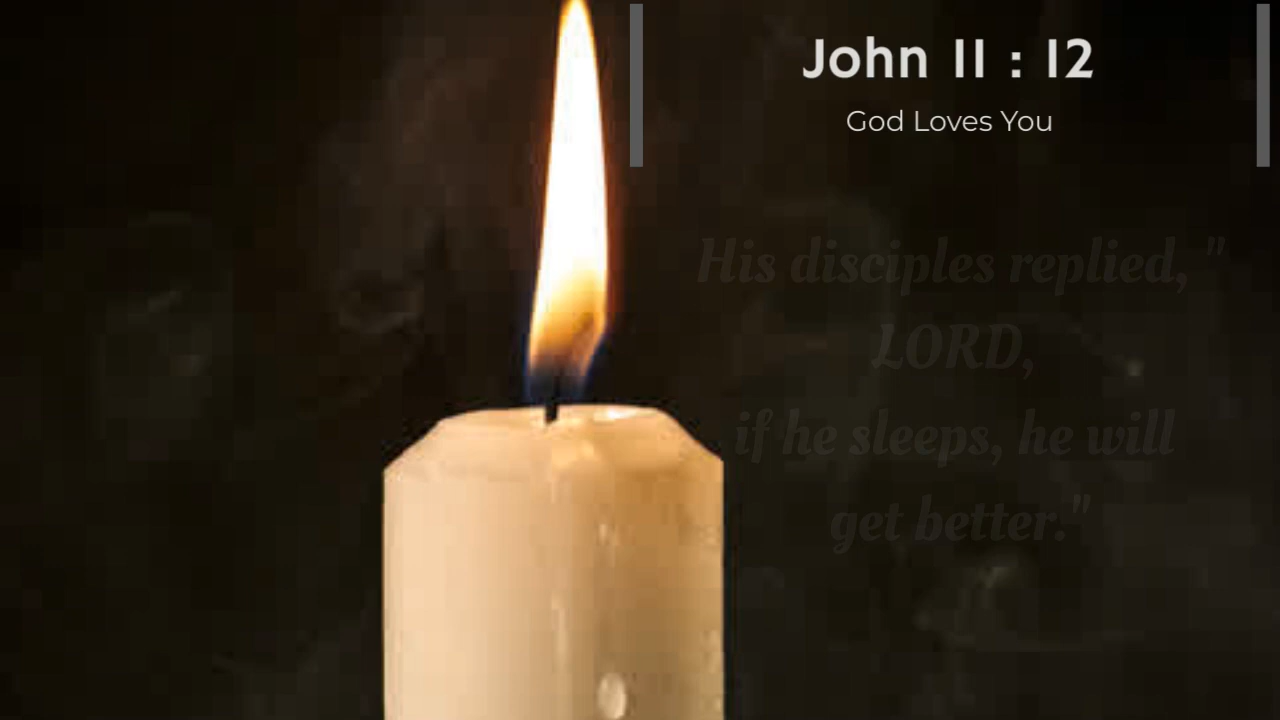 John 11 : 12
God Loves You
His disciples replied, "
LORD,
if he sleeps, he will
get better."